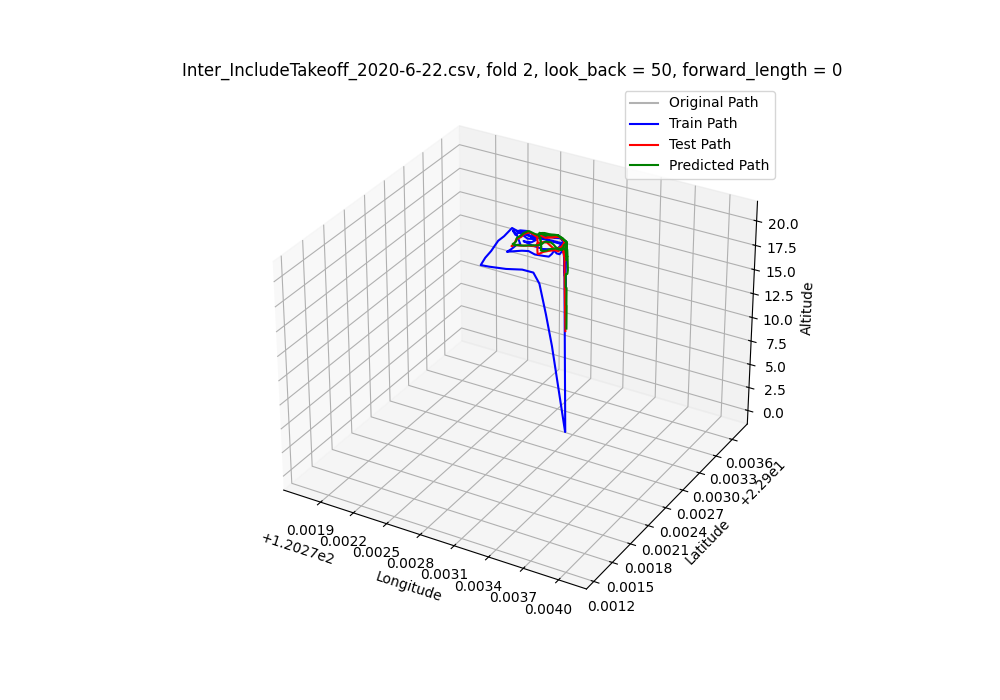 Inter_IncludeTakeoff_2020-6-22.csv, fold 2, look_back = 50, forward_length = 0
Original Path
Train Path
Test Path
Predicted Path
20.0
17.5
15.0
12.5
10.0
7.5
5.0
2.5
0.0
Altitude
0.0036
0.0033
0.0030
0.0027
0.0024
0.0021
0.0018
0.0015
0.0012
+2.29e1
Latitude
0.0019
0.0022
0.0025
0.0028
0.0031
0.0034
0.0037
0.0040
+1.2027e2
Longitude